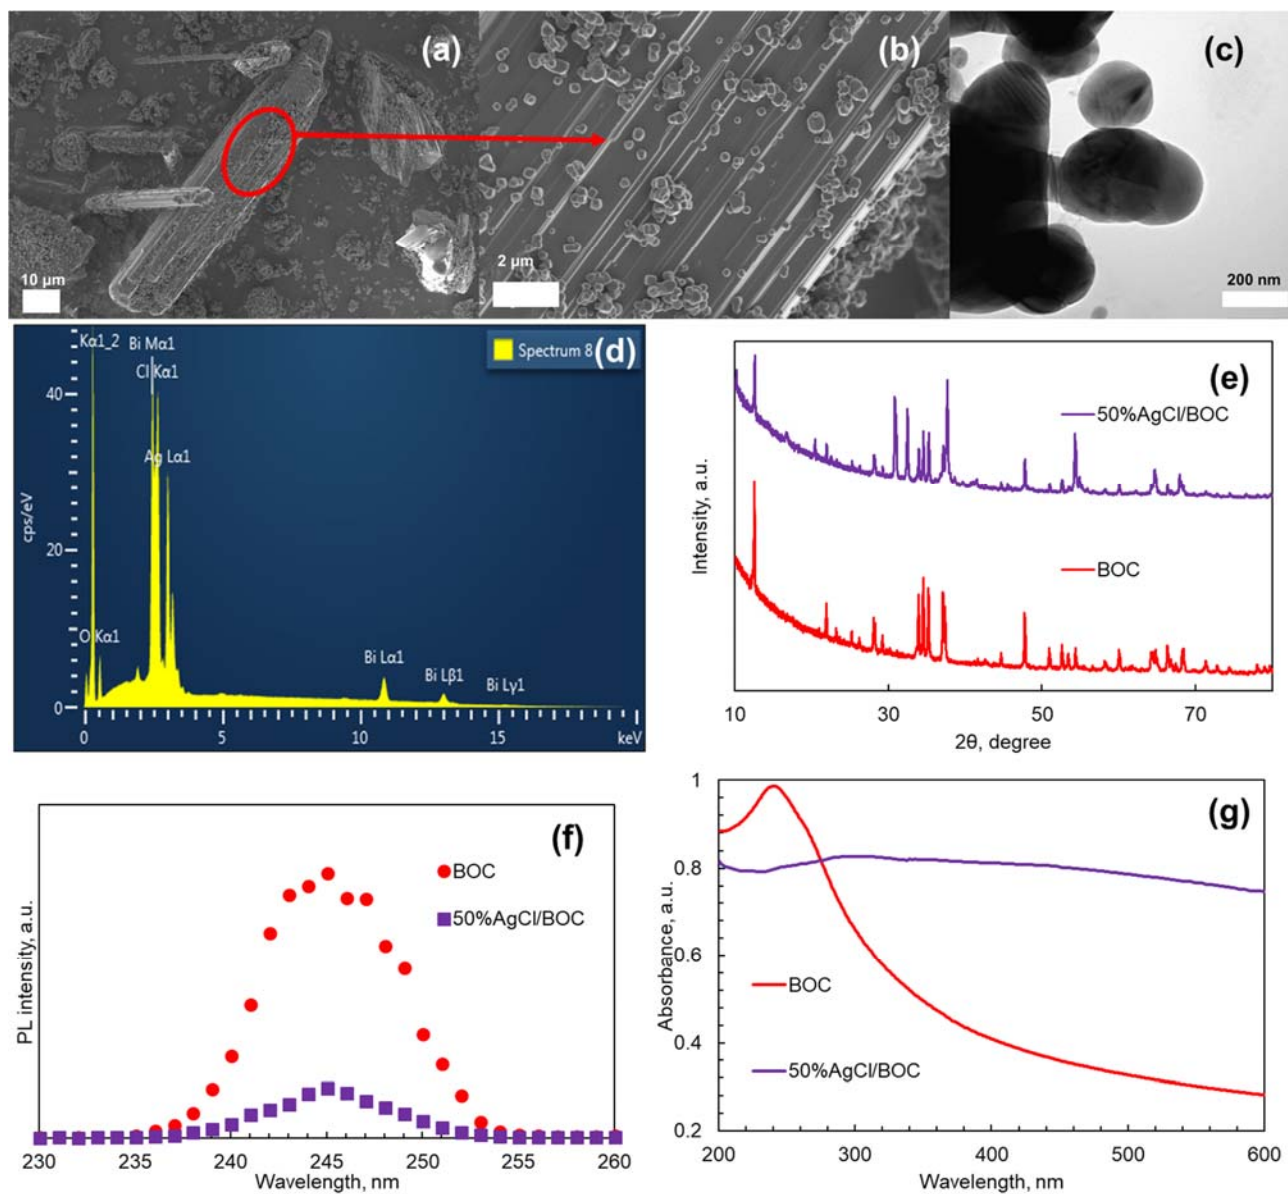 (a)
(b)
(c)
10 µm
2 µm
200 nm
Kα1_2
Bi Mα1
Cl Kα1
Spectrum 8
(d)
40
Ag Lα1
cps/eV
20
O Kα1
Bi Lα1
Bi Lβ1
Bi Lγ1
0
0
5
10
15
keV
(e)
50%AgCl/BOC
Intensity, a.u.
BOC
10
30
50
70
2θ, degree
(f)
BOC
50%AgCl/BOC
PL intensity, a.u.
230
235
240
245
250
255
260
Wavelength, nm
1
(g)
0.8
Absorbance, a.u.
0.6
BOC
0.4
50%AgCl/BOC
0.2
200
300
400
500
600
Wavelength, nm